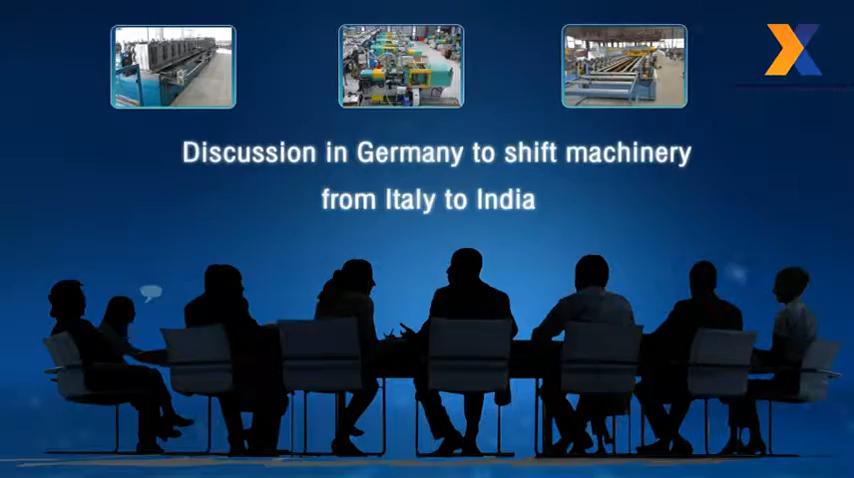 Discussion in Germany to shift machinery
from Italy to India